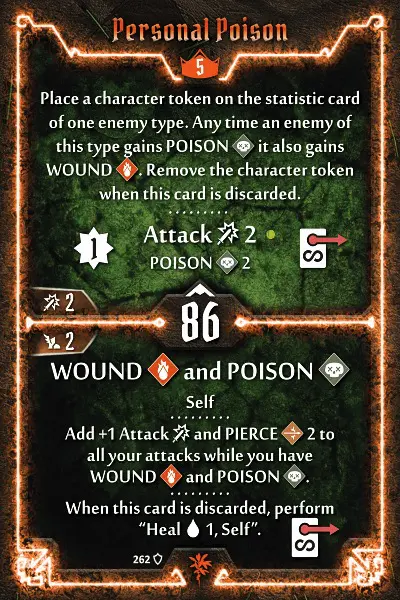 Personal Poison
5
Place a character token on the statistic card
of one enemy type. Any time an enemy of
this type gains POISON it also gains
WOUND. Remove the character token
when this card is discarded.
1
Attack 2
POISON 2
2
86
2
WOUND and POISON
Self
Add +1 Attack and PIERCE 2 to
all your attacks while you have
WOUND and POISON.
When this card is discarded, perform
“Heal 1, Self”.
262